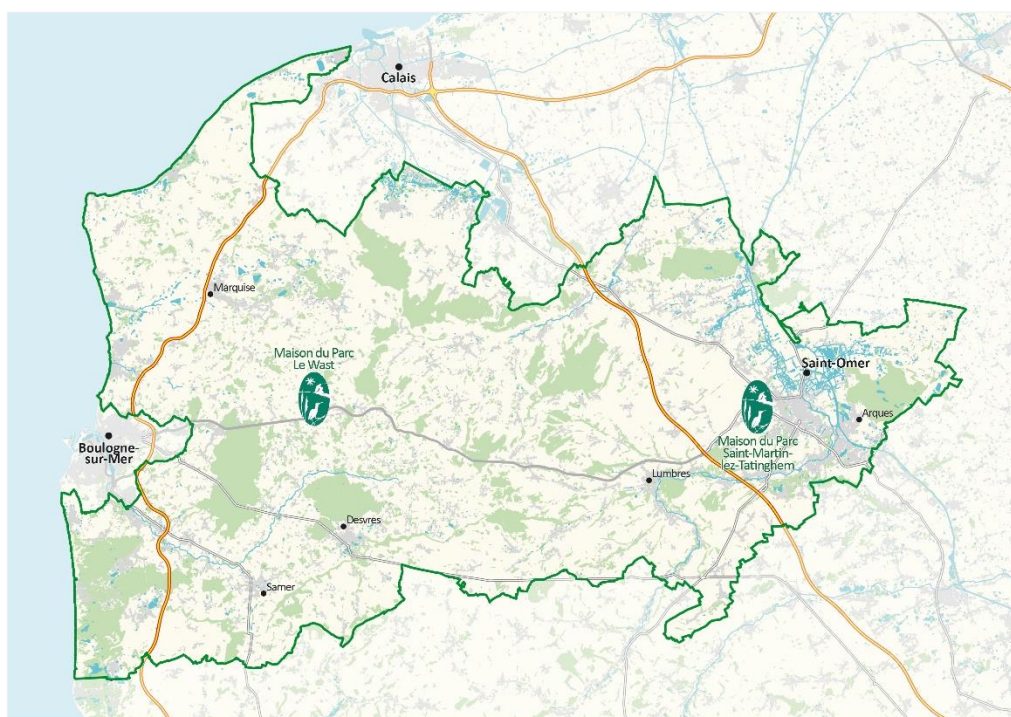 Calais
Marquise
Maison du Parc
Le Wast
Saint-Omer
Arques
Maison du Parc
Saint-Martin-
lez-Tatinghem
Boulogne-
sur-Mer
Lumbres
Desvres
Samer